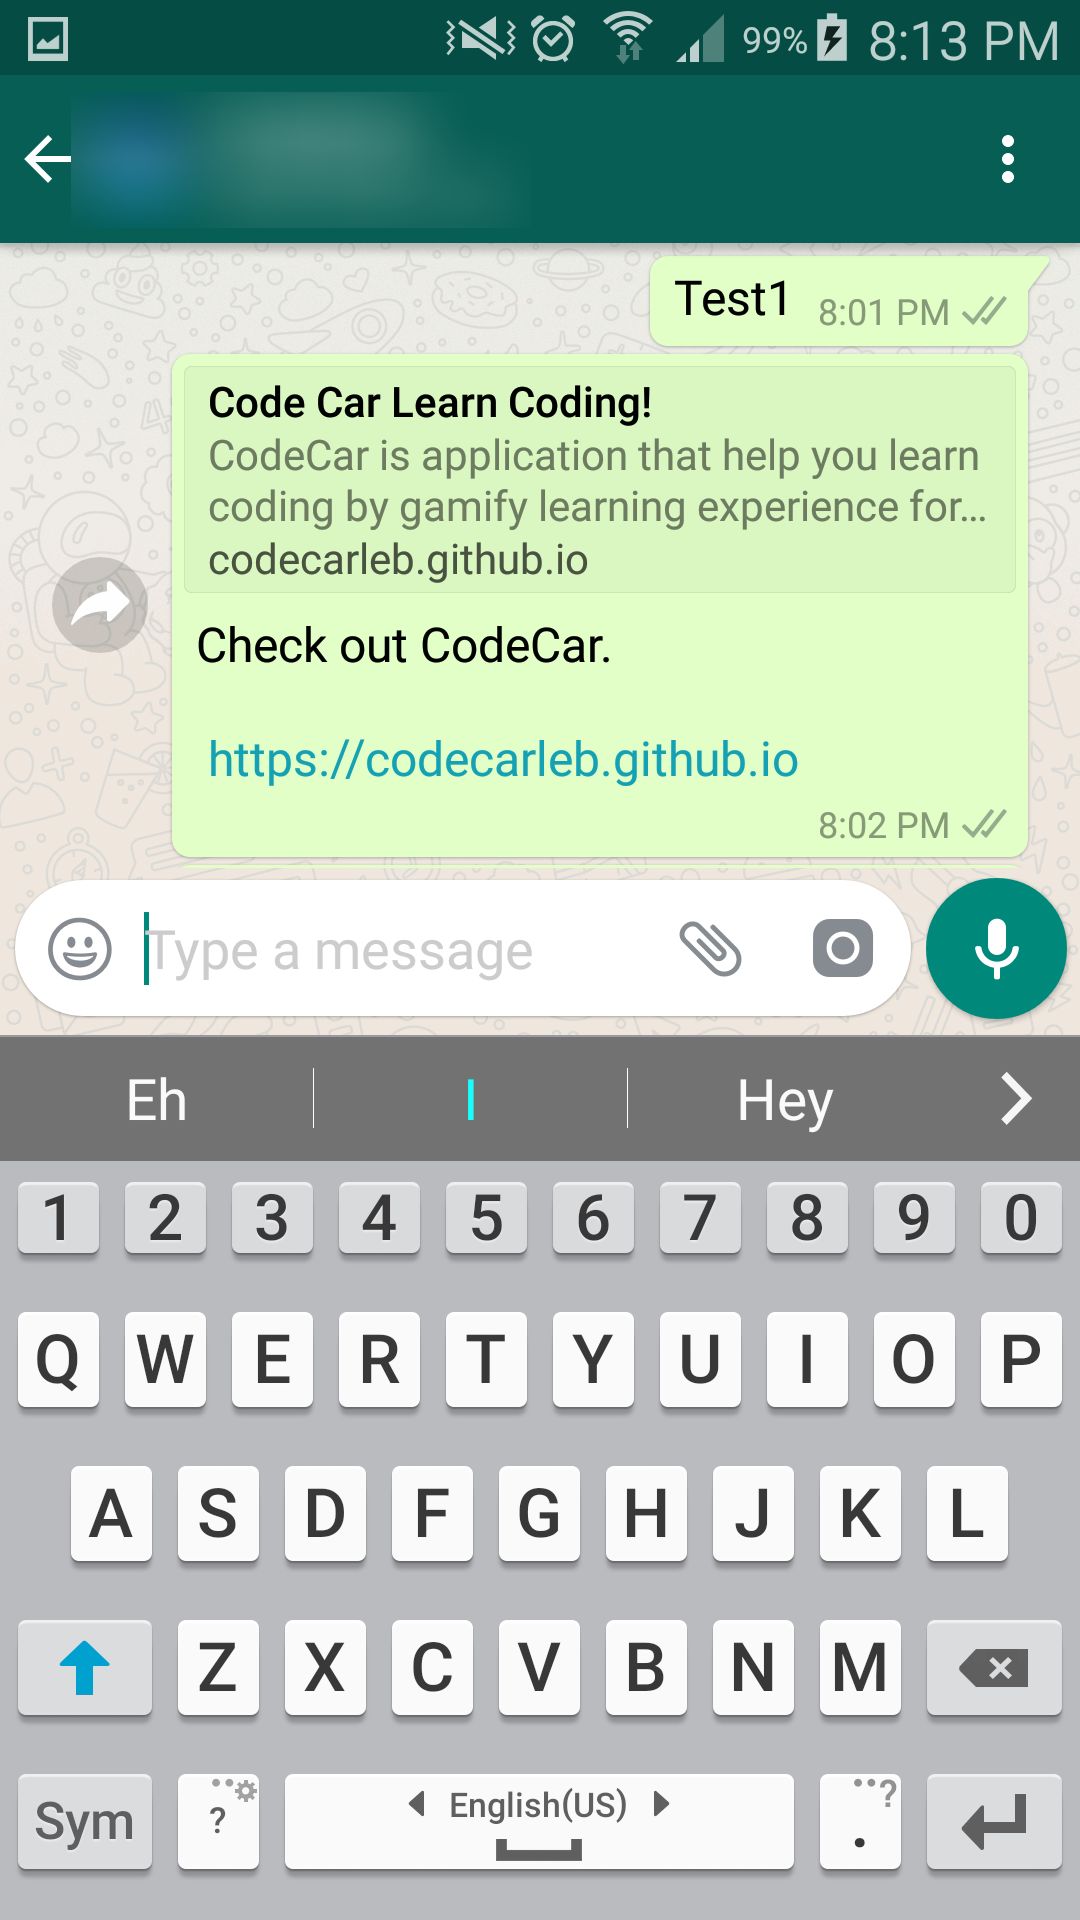 99% 8:13 PM
Test1 8:01 PM
Code Car Learn Coding!
CodeCar is application that help you learn
coding by gamify learning experience for...
codecarleb.github.io
Check out CodeCar.
https://codecarleb.github.io
8:02 PM
Type a message
Eh I Hey
1 2 3 4 5 6 7 8 9 0
Q W E R T Y U I O P
A S D F G H J K L
Z X C V B N M
Sym ? English(US) . ?